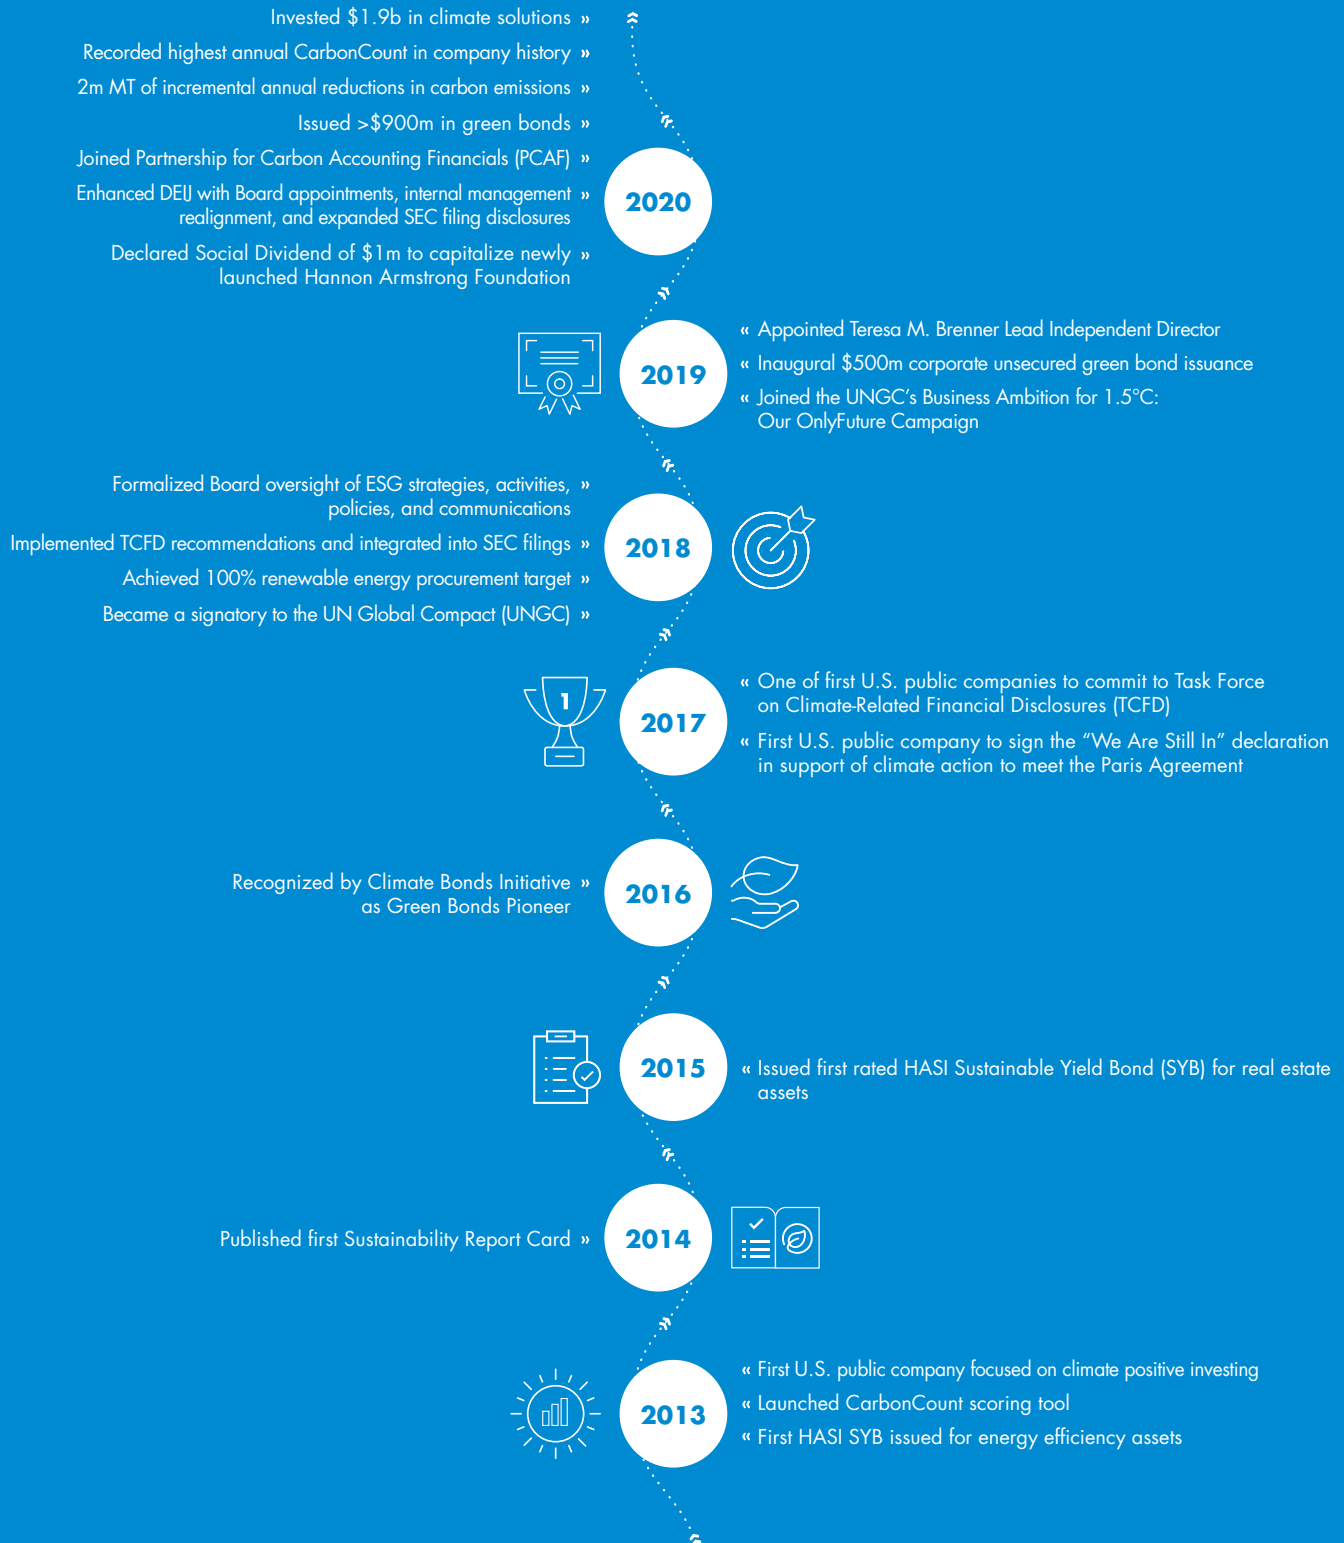 Invested $1.9b in climate solutions »
Recorded highest annual CarbonCount in company history »
2m MT of incremental annual reductions in carbon emissions »
Issued >$900m in green bonds »
Joined Partnership for Carbon Accounting Financials (PCAF) »
Enhanced DEIJ with Board appointments, internal management »
realignment, and expanded SEC filing disclosures
Declared Social Dividend of $1m to capitalize newly »
launched Hannon Armstrong Foundation
2020
2019
« Appointed Teresa M. Brenner Lead Independent Director
« Inaugural $500m corporate unsecured green bond issuance
« Joined the UNGC's Business Ambition for 1.5°C:
Our OnlyFuture Campaign
Formalized Board oversight of ESG strategies, activities, »
policies, and communications
Implemented TCFD recommendations and integrated into SEC filings »
Achieved 100% renewable energy procurement target »
Became a signatory to the UN Global Compact (UNGC) »
2018
1
2017
« One of first U.S. public companies to commit to Task Force
on Climate-Related Financial Disclosures (TCFD)
« First U.S. public company to sign the “We Are Still In” declaration
in support of climate action to meet the Paris Agreement
Recognized by Climate Bonds Initiative »
as Green Bonds Pioneer
2016
2015
« Issued first rated HASI Sustainable Yield Bond (SYB) for real estate
assets
Published first Sustainability Report Card »
2014
2013
« First U.S. public company focused on climate positive investing
« Launched CarbonCount scoring tool
« First HASI SYB issued for energy efficiency assets